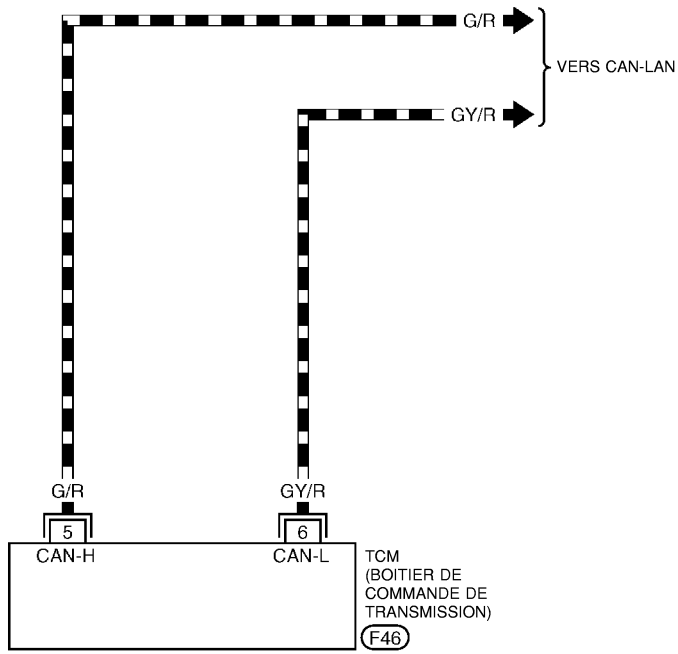 G/R
VERS CAN-LAN
GY/R
G/R
GY/R
5
6
CAN-H
CAN-L
TCM
(BOITIER DE
COMMANDE DE
TRANSMISSION)
F46